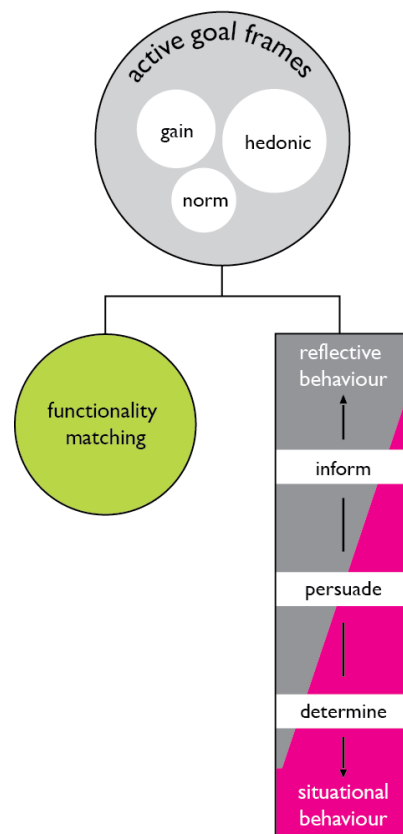 active goal frames
gain
hedonic
norm
functionality
matching
reflective
behaviour
inform
persuade
determine
situational
behaviour